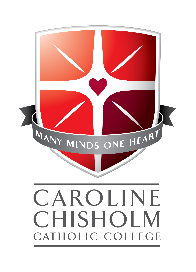 MANY MINDS ONE HEART
CAROLINE
CHISHOLM
CATHOLIC COLLEGE